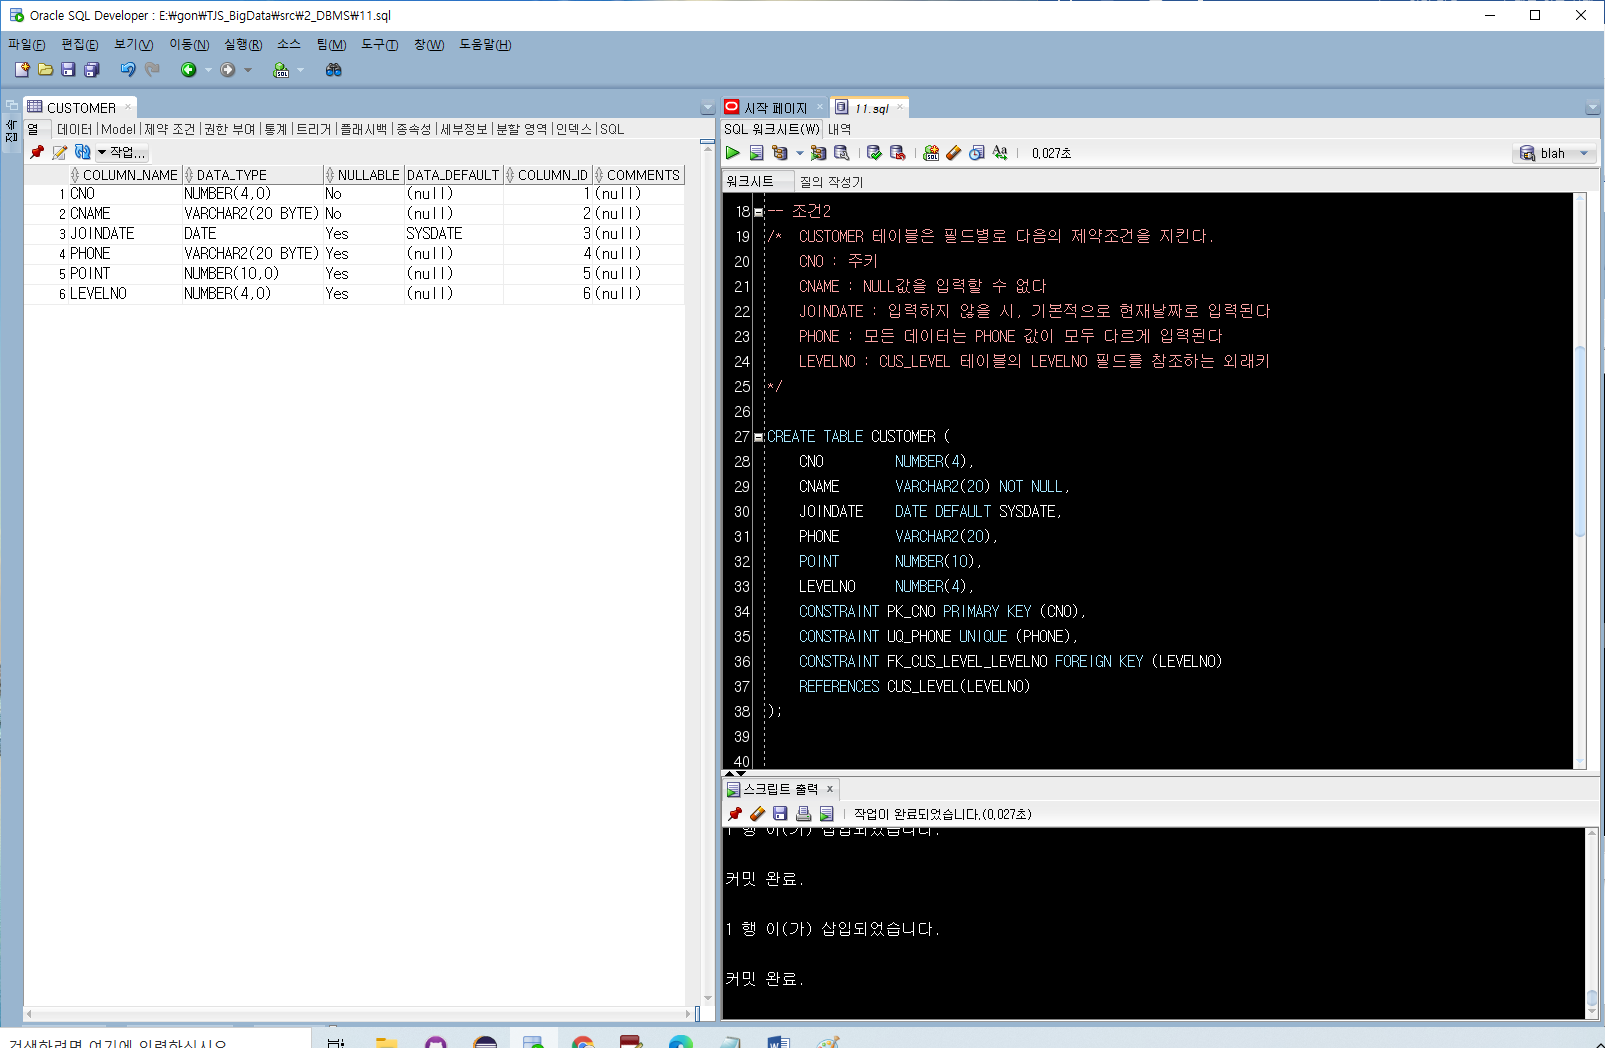 Oracle SQL Developer : E:₩gon₩TJS_BigData₩src₩2_DBMS₩11.sql
파일(F) 편집(E) 보기(V) 이동(N) 실행(R) 소스 팀(M) 도구(T) 창(W) 도움말(H)
접속
CUSTOMER
열 데이터 Model 제약 조건 권한 부여 통계 트리거 플래시백 종속성 세부정보 분할 영역 인덱스 SQL
작업...
COLUMN_NAME DATA_TYPE NULLABLE DATA_DEFAULT COLUMN_ID COMMENTS
1 CNO NUMBER(4,0) No (null) 1 (null)
2 CNAME VARCHAR2(20 BYTE) No (null) 2 (null)
3 JOINDATE DATE Yes SYSDATE 3 (null)
4 PHONE VARCHAR2(20 BYTE) Yes (null) 4 (null)
5 POINT NUMBER(10,0) Yes (null) 5 (null)
6 LEVELNO NUMBER(4,0) Yes (null) 6 (null)
시작 페이지 11.sql
SQL 워크시트(W) 내역
0,027초 blah
워크시트 질의 작성기
18 -- 조건2
19 /* CUSTOMER 테이블은 필드별로 다음의 제약조건을 지킨다.
20 CNO : 주키
21 CNAME : NULL값을 입력할 수 없다
22 JOINDATE : 입력하지 않을 시, 기본적으로 현재날짜로 입력된다
23 PHONE : 모든 데이터는 PHONE 값이 모두 다르게 입력된다
24 LEVELNO : CUS_LEVEL 테이블의 LEVELNO 필드를 참조하는 외래키
25 */
26
27 CREATE TABLE CUSTOMER (
28 CNO NUMBER(4),
29 CNAME VARCHAR2(20) NOT NULL,
30 JOINDATE DATE DEFAULT SYSDATE,
31 PHONE VARCHAR2(20),
32 POINT NUMBER(10),
33 LEVELNO NUMBER(4),
34 CONSTRAINT PK_CNO PRIMARY KEY (CNO),
35 CONSTRAINT UQ_PHONE UNIQUE (PHONE),
36 CONSTRAINT FK_CUS_LEVEL_LEVELNO FOREIGN KEY (LEVELNO)
37 REFERENCES CUS_LEVEL(LEVELNO)
38 );
39
40
스크립트 출력
작업이 완료되었습니다.(0,027초)
1 행 이(가) 삽입되었습니다.
커밋 완료.
1 행 이(가) 삽입되었습니다.
커밋 완료.
검색하려면 여기에 입력하십시오